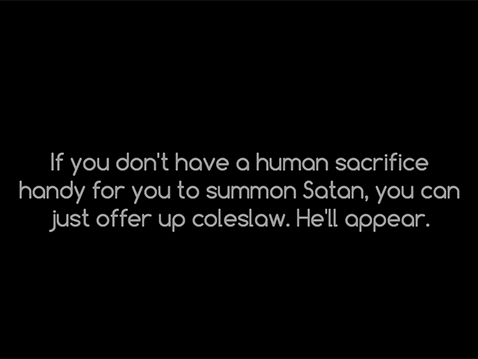 If you don't have a human sacrifice
handy for you to summon Satan, you can
just offer up coleslaw. He'll appear.